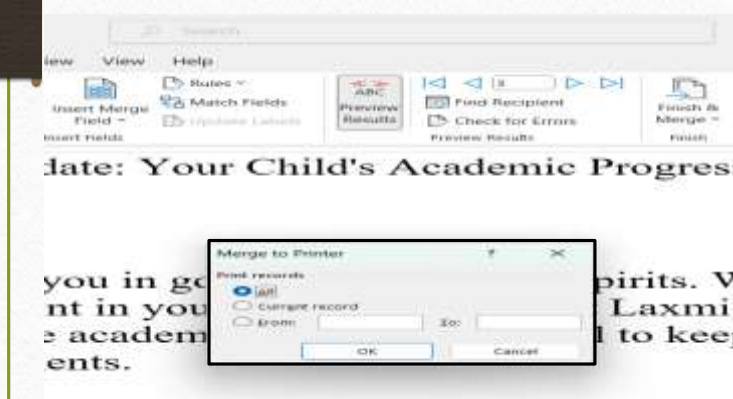 Search
iew View Help
Insert Merge Field
Rules
Match Fields
Update Labels
Insert Fields
ABC
Preview Results
Find Recipient
Check for Errors
Preview Results
Finish & Merge
Finish
date: Your Child's Academic Progres
Merge to Printer ? ×
Print records
All
Current record
From: To:
OK Cancel
you in go pirits. W
nt in you Laxmi
e academ l to keep
ents.